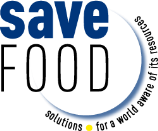 save
FOOD
solutions • for a world aware of its resources